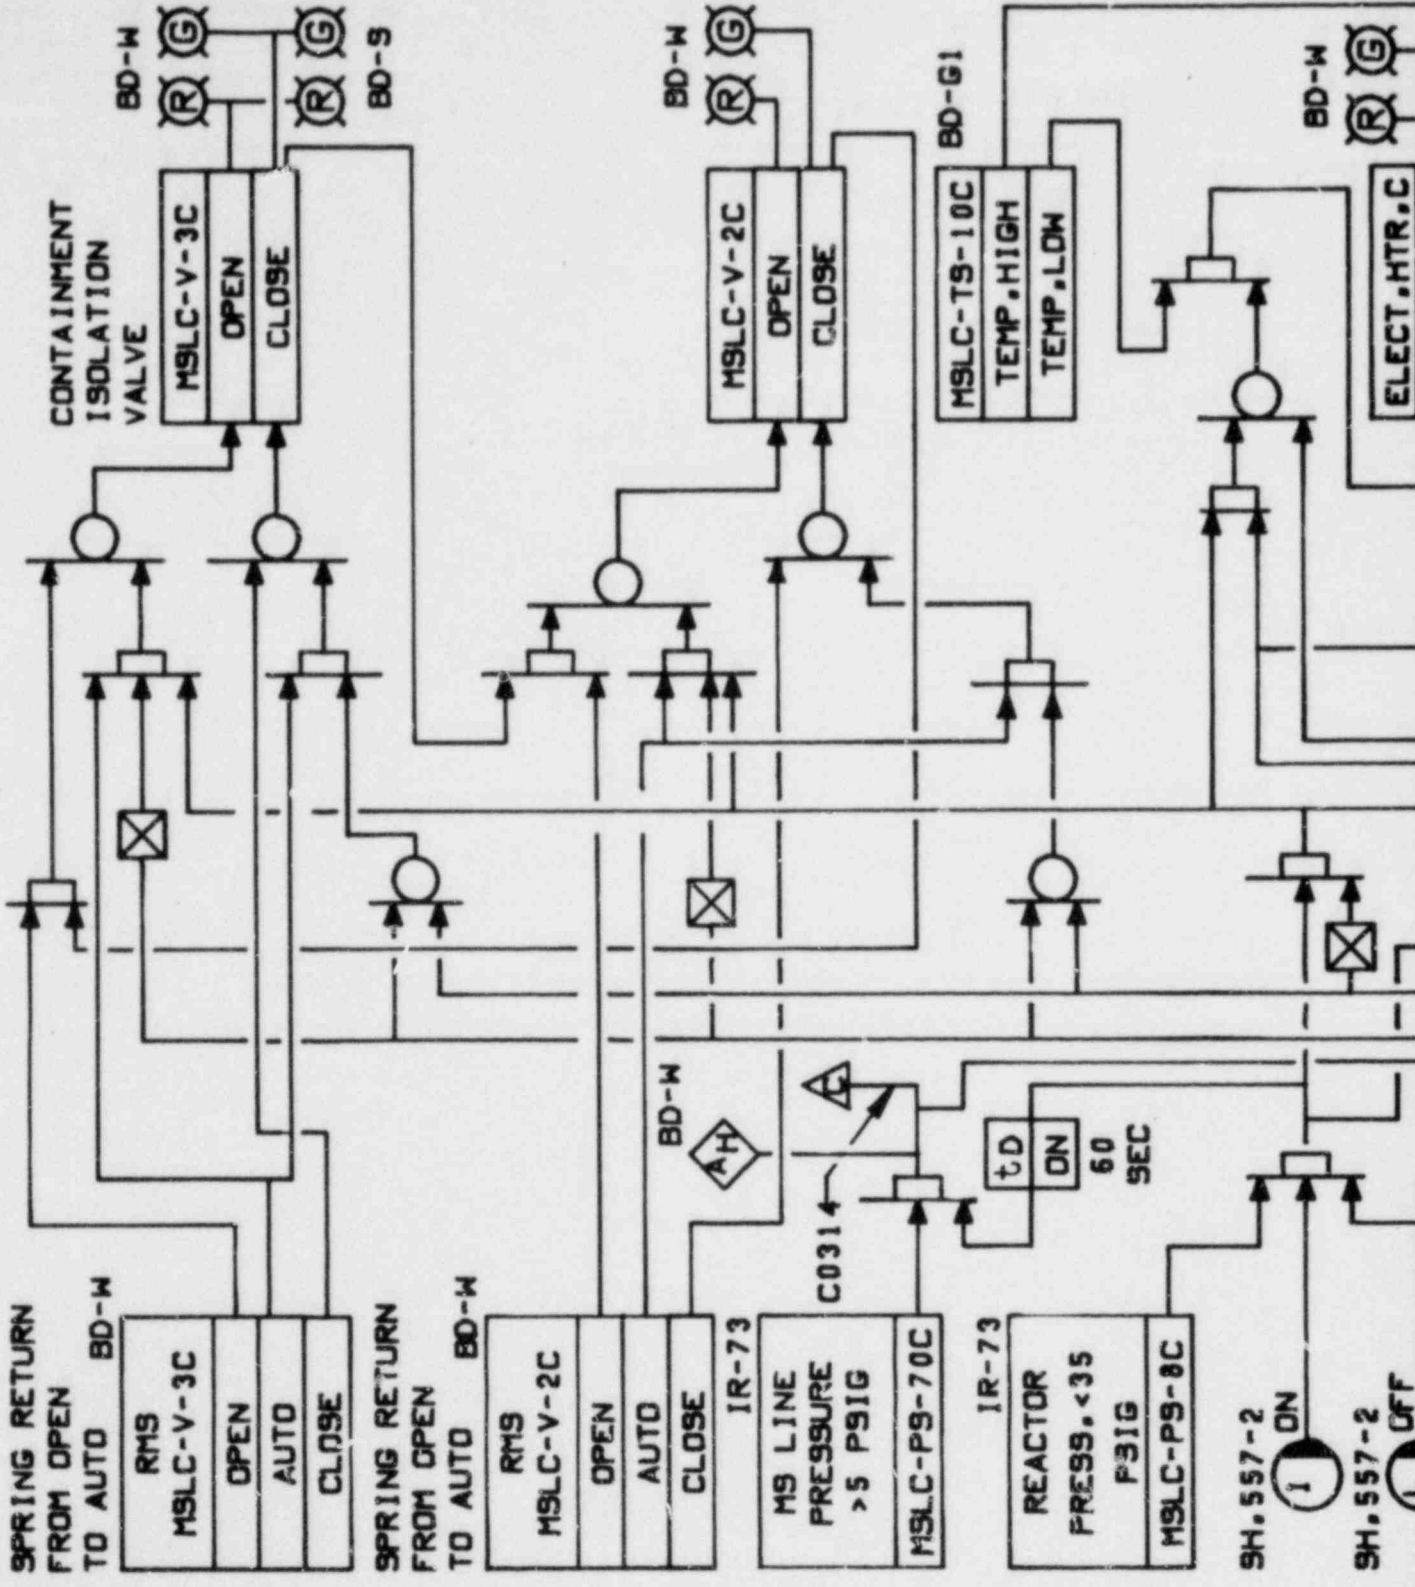 SPRING RETURN
FROM OPEN
TO AUTO
BD-W
RMS
MSLC-V-3C
OPEN
AUTO
CLOSE
SPRING RETURN
FROM OPEN
TO AUTO
BD-W
RMS
MSLC-V-2C
OPEN
AUTO
CLOSE
IR-73
MS LINE
PRESSURE
>5 PSIG
MSLC-PS-70C
IR-73
REACTOR
PRESS.<35
PSIG
MSLC-PS-8C
SH.557-2
1
ON
SH.557-2
1
OFF
C0314
AH
BD-W
C
tD
ON
60
SEC
CONTAINMENT
ISOLATION
VALVE
MSLC-V-3C
OPEN
CLOSE
BD-W
R
G
R
G
BD-S
MSLC-V-2C
OPEN
CLOSE
BD-W
R
G
BD-G1
MSLC-TS-10C
TEMP.HIGH
TEMP.LOW
BD-W
R
G
ELECT.HTR.C